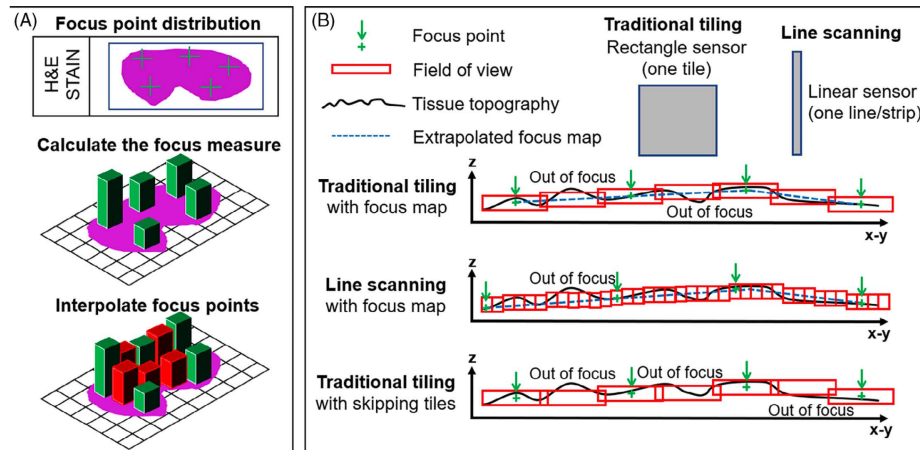 (A)
Focus point distribution
H&E
STAIN
Calculate the focus measure
Interpolate focus points
(B)
Focus point
Field of view
Tissue topography
Extrapolated focus map
Traditional tiling
Rectangle sensor
(one tile)
Line scanning
Linear sensor
(one line/strip)
Traditional tiling
with focus map
z
Out of focus
Out of focus
x-y
Line scanning
with focus map
z
Out of focus
x-y
Traditional tiling
with skipping tiles
z
Out of focus
Out of focus
Out of focus
x-y